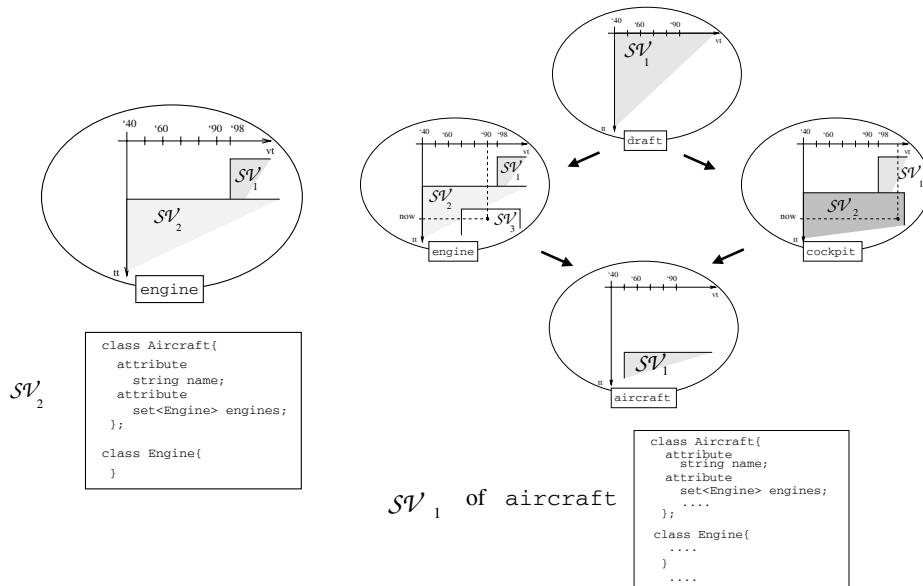 ‘40 ‘60 ‘90 ‘98
vt
SV1
SV2
tt
engine
SV2
class Aircraft{
attribute
string name;
attribute
set<Engine> engines;
};
class Engine{
}
‘40 ‘60 ‘90
vt
SV1
tt
draft
‘40 ‘60 ‘90 ‘98
vt
SV1
SV2
SV3
now
tt
engine
‘40 ‘60 ‘90 ‘98
vt
SV1
SV2
now
tt
cockpit
‘40 ‘60 ‘90
vt
SV1
tt
aircraft
SV1 of aircraft
class Aircraft{
attribute
string name;
attribute
set<Engine> engines;
....
};
class Engine{
....
}
....